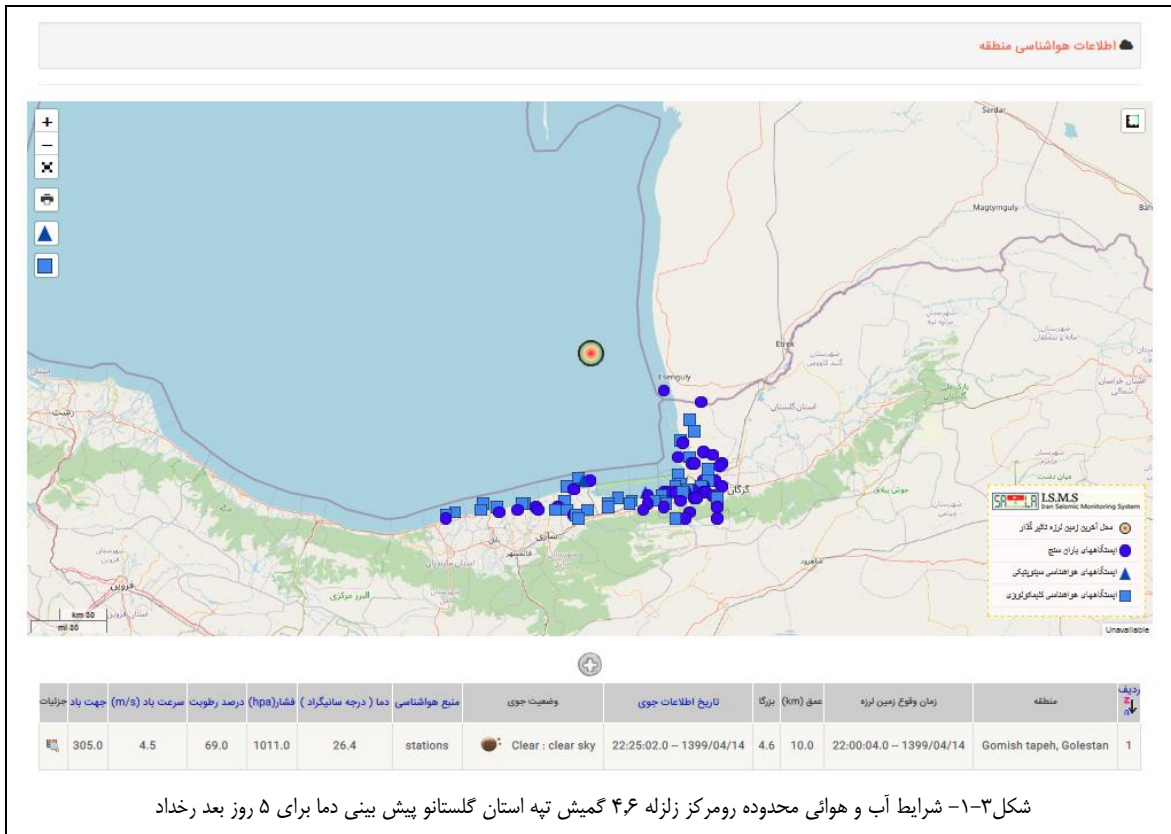 اطلاعات هواشناسی منطقه
Serdar
Magtymguly
Etrek
Esenguly
استان گلستان
رشت
گرگان
ساری
قائمشهر
بابل
البرز مرکزی
قزوین
شاهرود
I.S.M.S
Iran Seismic Monitoring System
محل آخرین زمین لرزه تاثیر گذار
ایستگاههای باران سنج
ایستگاههای هواشناسی سینوپتیکی
ایستگاههای هواشناسی کلیماتولوژی
km 50
Unavailable
ردیف منطقه زمان وقوع زمین لرزه عمق (km) بزرگا تاریخ اطلاعات جوی وضعیت جوی منبع هواشناسی دما ( درجه سانیگراد ) فشار(hpa) درصد رطوبت سرعت باد (m/s) جهت باد جزئیات
1 Gomish tapeh, Golestan 1399/04/14 -- 22:00:04.0 10.0 4.6 1399/04/14 -- 22:25:02.0 Clear : clear sky stations 26.4 1011.0 69.0 4.5 305.0
شکل۳-۱- شرایط آب و هوائی محدوده رومرکز زلزله ۴٫۶ گمیش تپه استان گلستانو پیش بینی دما برای ۵ روز بعد رخداد